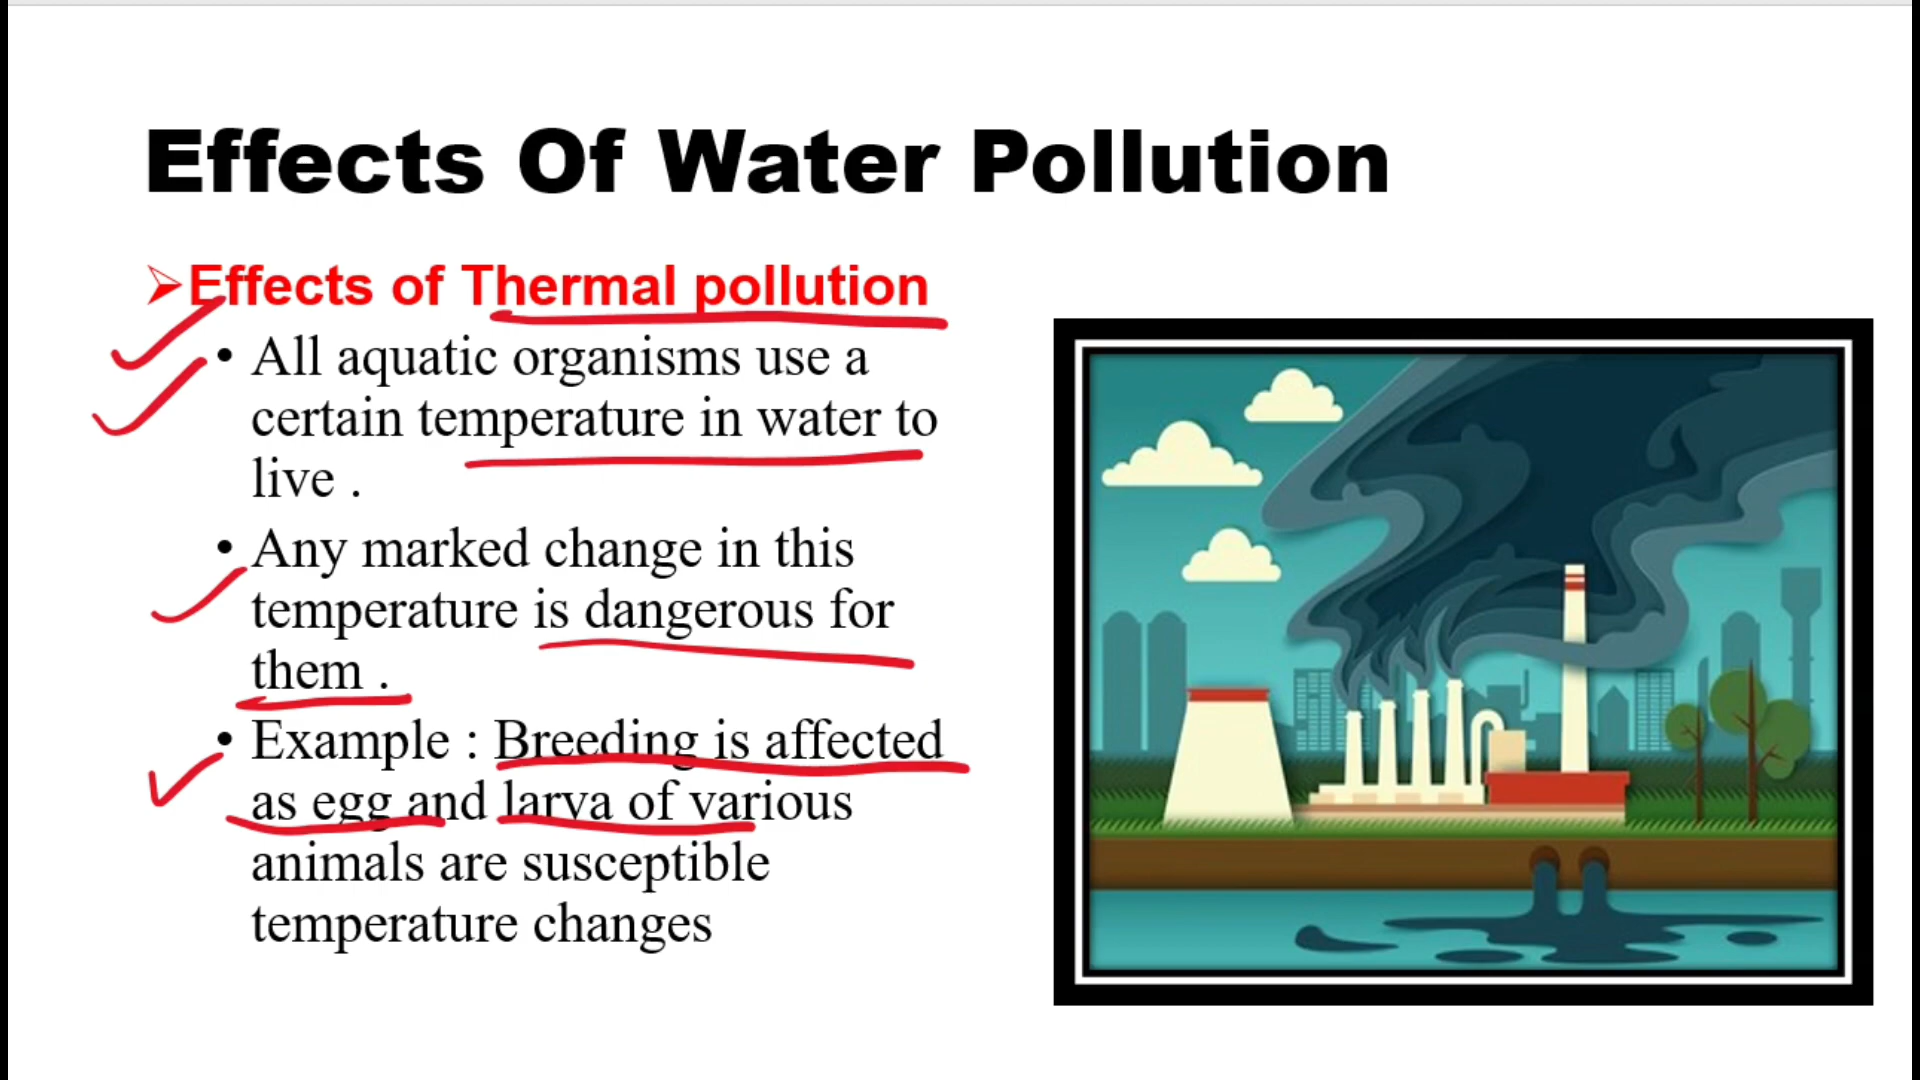 Effects Of Water Pollution
Effects of Thermal pollution
• All aquatic organisms use a
certain temperature in water to
live .
• Any marked change in this
temperature is dangerous for
them .
• Example : Breeding is affected
as egg and larva of various
animals are susceptible
temperature changes